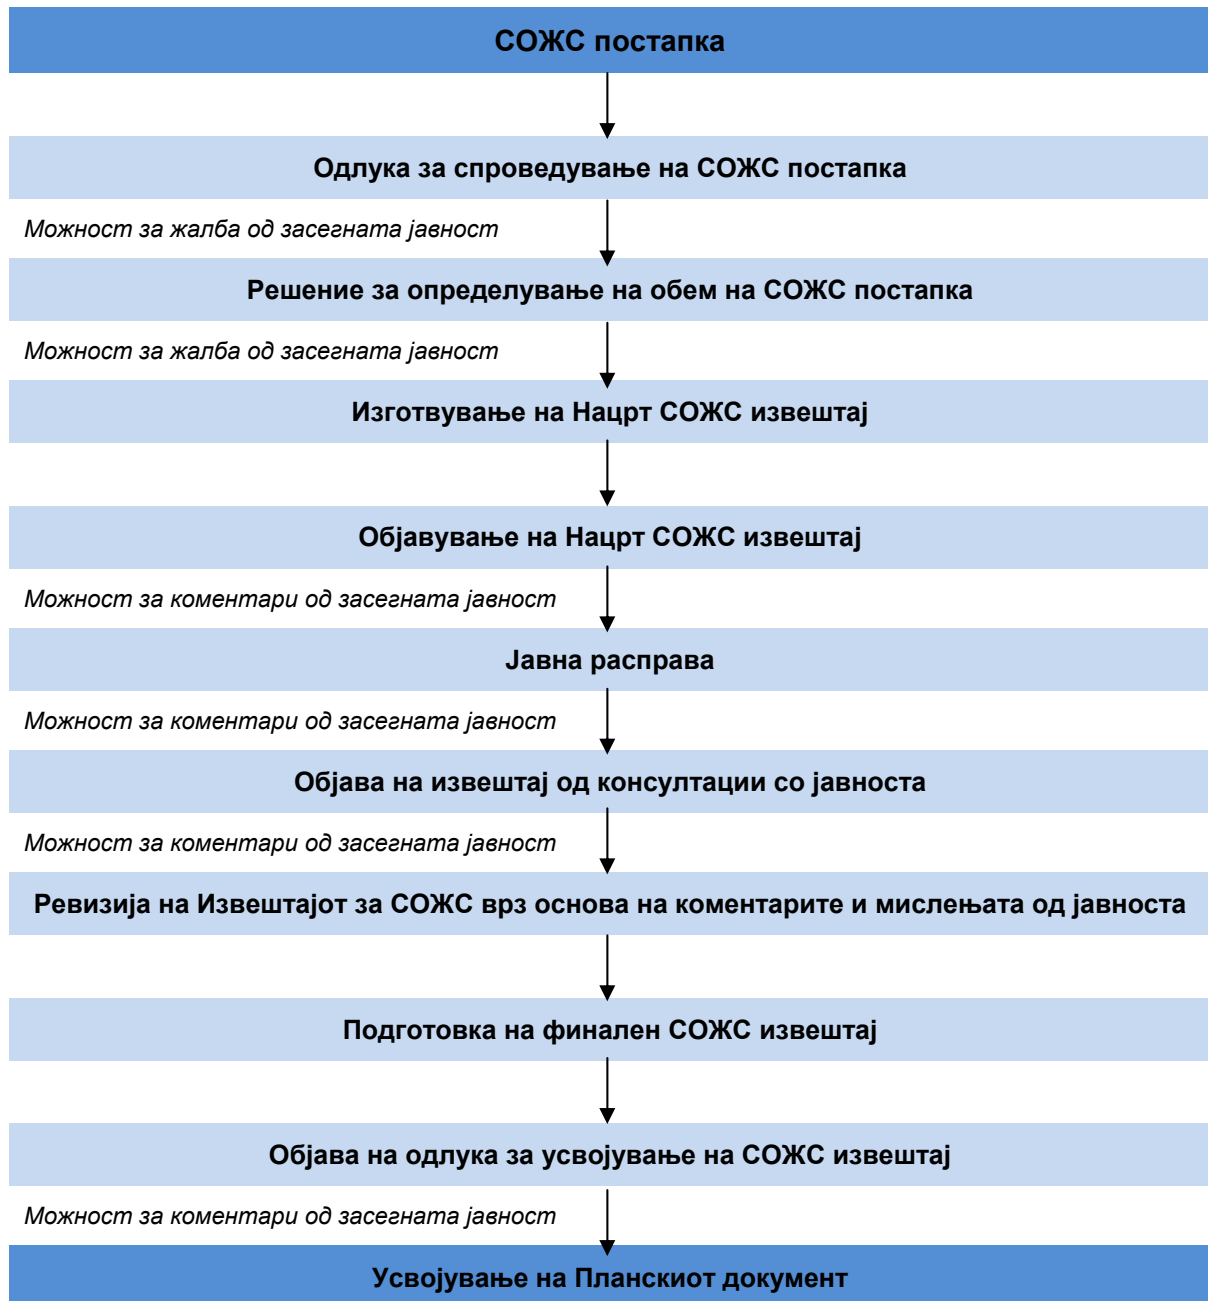 СОЖС постапка
Одлука за спроведување на СОЖС постапка
Можност за жалба од засегната јавност
Решение за определување на обем на СОЖС постапка
Можност за жалба од засегната јавност
Изготвување на Нацрт СОЖС извештај
Објавување на Нацрт СОЖС извештај
Можност за коментари од засегната јавност
Јавна расправа
Можност за коментари од засегната јавност
Објава на извештај од консултации со јавноста
Можност за коментари од засегната јавност
Ревизија на Извештајот за СОЖС врз основа на коментарите и мислењата од јавноста
Подготовка на финален СОЖС извештај
Објава на одлука за усвојување на СОЖС извештај
Можност за коментари од засегната јавност
Усвојување на Планскиот документ